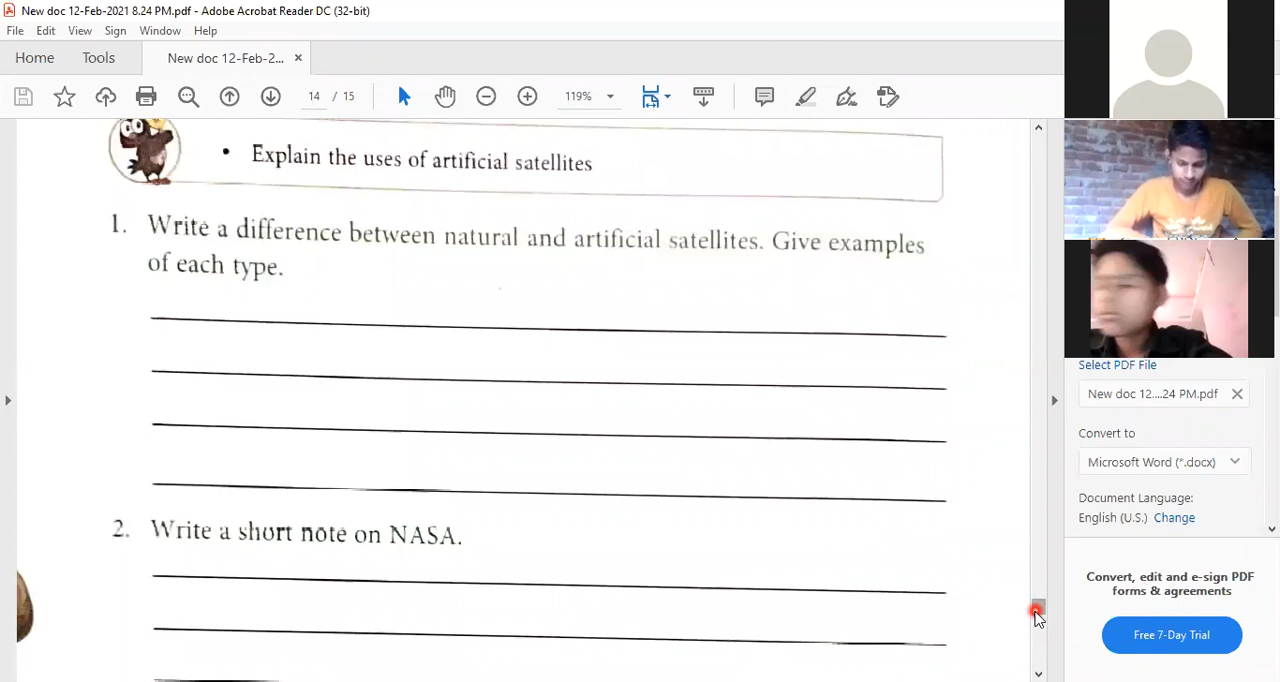 New doc 12-Feb-2021 8.24 PM.pdf - Adobe Acrobat Reader DC (32-bit)
File Edit View Sign Window Help
Home Tools New doc 12-Feb-2... ×
14 / 15 119%
• Explain the uses of artificial satellites
1. Write a difference between natural and artificial satellites. Give examples
of each type.
2. Write a short note on NASA.
Select PDF File
New doc 12....24 PM.pdf
Convert to
Microsoft Word (*.docx)
Document Language:
English (U.S.) Change
Convert, edit and e-sign PDF
forms & agreements
Free 7-Day Trial